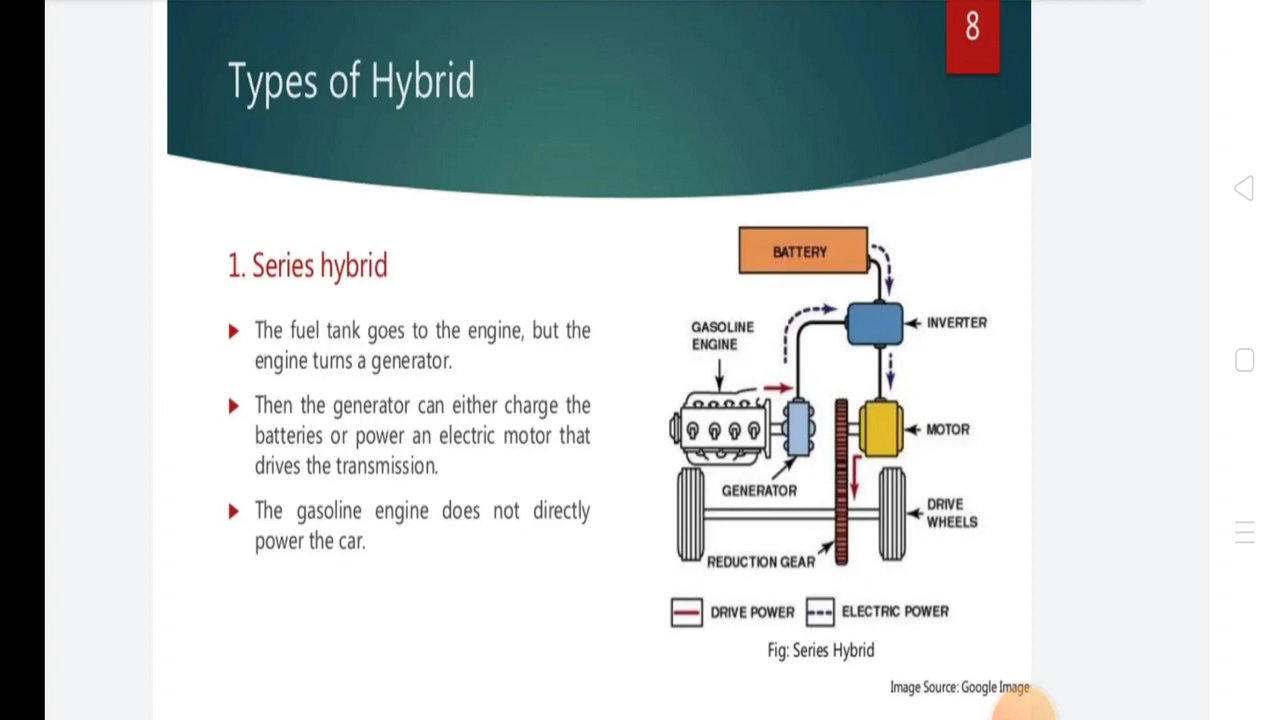 8
Types of Hybrid
1. Series hybrid
The fuel tank goes to the engine, but the
engine turns a generator.
Then the generator can either charge the
batteries or power an electric motor that
drives the transmission.
The gasoline engine does not directly
power the car.
BATTERY
INVERTER
GASOLINE
ENGINE
MOTOR
GENERATOR
DRIVE
WHEELS
REDUCTION GEAR
DRIVE POWER
ELECTRIC POWER
Fig: Series Hybrid
Image Source: Google Image